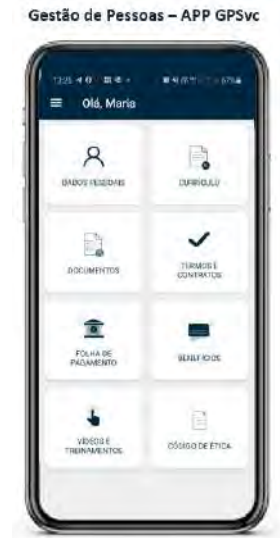 Gestão de Pessoas – APP GPSvc
Olá, Maria
DADOS PESSOAIS
CURRÍCULO
DOCUMENTOS
TERMOS E
CONTRATOS
FOLHA DE
PAGAMENTO
BENEFÍCIOS
VÍDEOS E
TREINAMENTOS
CÓDIGO DE ÉTICA